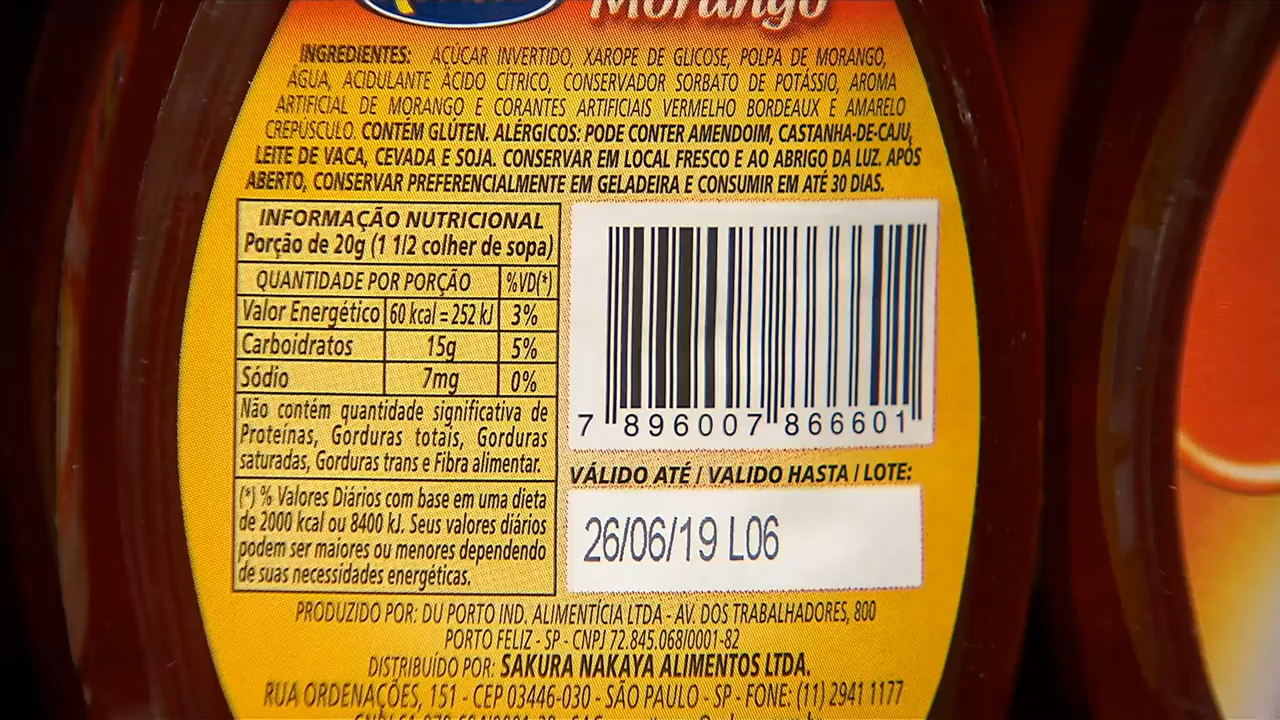 Morango
INGREDIENTES: AÇÚCAR INVERTIDO, XAROPE DE GLICOSE, POLPA DE MORANGO,
ÁGUA, ACIDULANTE ÁCIDO CÍTRICO, CONSERVADOR SORBATO DE POTÁSSIO, AROMA
ARTIFICIAL DE MORANGO E CORANTES ARTIFICIAIS VERMELHO BORDEAUX E AMARELO
CREPÚSCULO. CONTÉM GLÚTEN. ALÉRGICOS: PODE CONTER AMENDOIM, CASTANHA-DE-CAJU,
LEITE DE VACA, CEVADA E SOJA. CONSERVAR EM LOCAL FRESCO E AO ABRIGO DA LUZ. APÓS
ABERTO, CONSERVAR PREFERENCIALMENTE EM GELADEIRA E CONSUMIR EM ATÉ 30 DIAS.
INFORMAÇÃO NUTRICIONAL
Porção de 20g (1 1/2 colher de sopa)
QUANTIDADE POR PORÇÃO %VD(*)
Valor Energético 60 kcal = 252 kJ 3%
Carboidratos 15g 5%
Sódio 7mg 0%
Não contém quantidade significativa de
Proteínas, Gorduras totais, Gorduras
saturadas, Gorduras trans e Fibra alimentar.
(*) % Valores Diários com base em uma dieta
de 2000 kcal ou 8400 kJ. Seus valores diários
podem ser maiores ou menores dependendo
de suas necessidades energéticas.
7 896007 866601
VÁLIDO ATÉ / VALIDO HASTA / LOTE:
26/06/19 L06
PRODUZIDO POR: DU PORTO IND. ALIMENTÍCIA LTDA - AV. DOS TRABALHADORES, 800
PORTO FELIZ - SP - CNPJ 72.845.068/0001-82
DISTRIBUÍDO POR: SAKURA NAKAYA ALIMENTOS LTDA.
RUA ORDENAÇÕES, 151 - CEP 03446-030 - SÃO PAULO - SP - FONE: (11) 2941 1177